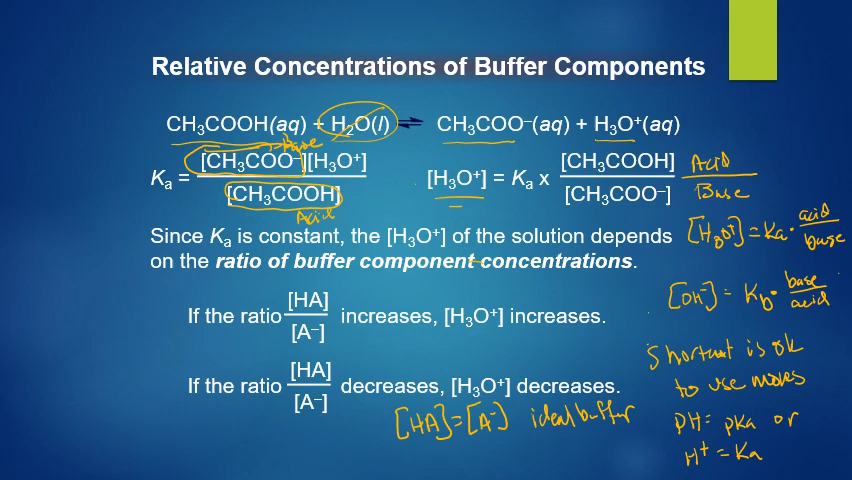 Relative Concentrations of Buffer Components
CH₃COOH(aq) + H₂O(l) ⇌ CH₃COO⁻(aq) + H₃O⁺(aq)
Base
Kₐ = [CH₃COO⁻][H₃O⁺] / [CH₃COOH]
Acid
[H₃O⁺] = Kₐ x [CH₃COOH] / [CH₃COO⁻]
Acid / Base
Since Kₐ is constant, the [H₃O⁺] of the solution depends
on the ratio of buffer component concentrations.
[H₃O⁺] = Ka · acid / base
[OH⁻] = Kb · base / acid
If the ratio [HA] / [A⁻] increases, [H₃O⁺] increases.
If the ratio [HA] / [A⁻] decreases, [H₃O⁺] decreases.
[HA] = [A⁻] ideal buffer
Shortcut is ok
to use moles
pH = pKa or
H⁺ = Ka